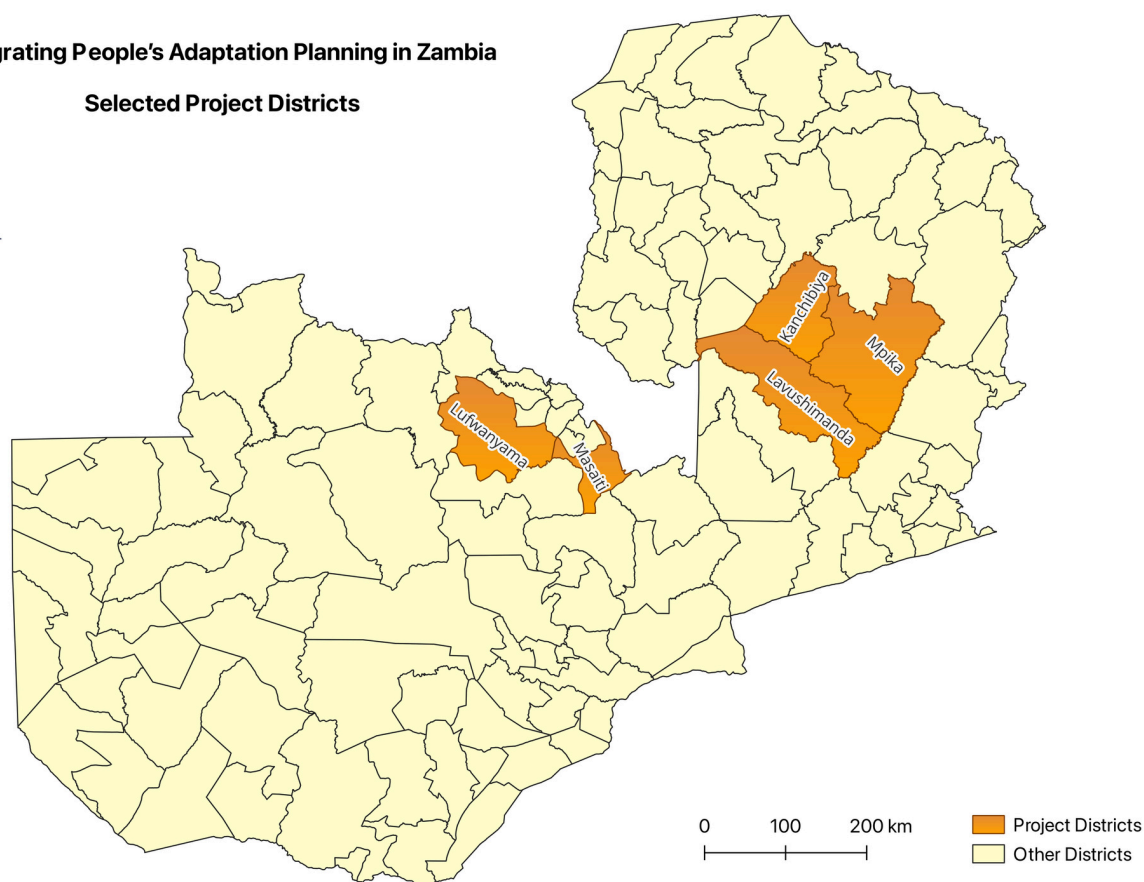 grating People's Adaptation Planning in Zambia
Selected Project Districts
Kanchibiya
Mpika
Lavushimanda
Lufwanyama
Masaiti
0 100 200 km
Project Districts
Other Districts